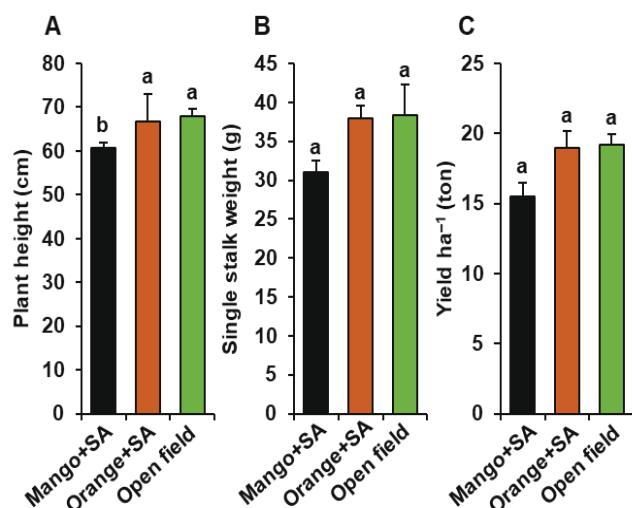 A
B
C
Plant height (cm)
80
70
60
50
40
30
20
10
0
b
a
a
Mango+SA
Orange+SA
Open field
Single stalk weight (g)
45
40
35
30
25
20
15
10
5
0
a
a
a
Mango+SA
Orange+SA
Open field
Yield ha⁻¹ (ton)
25
20
15
10
5
0
a
a
a
Mango+SA
Orange+SA
Open field